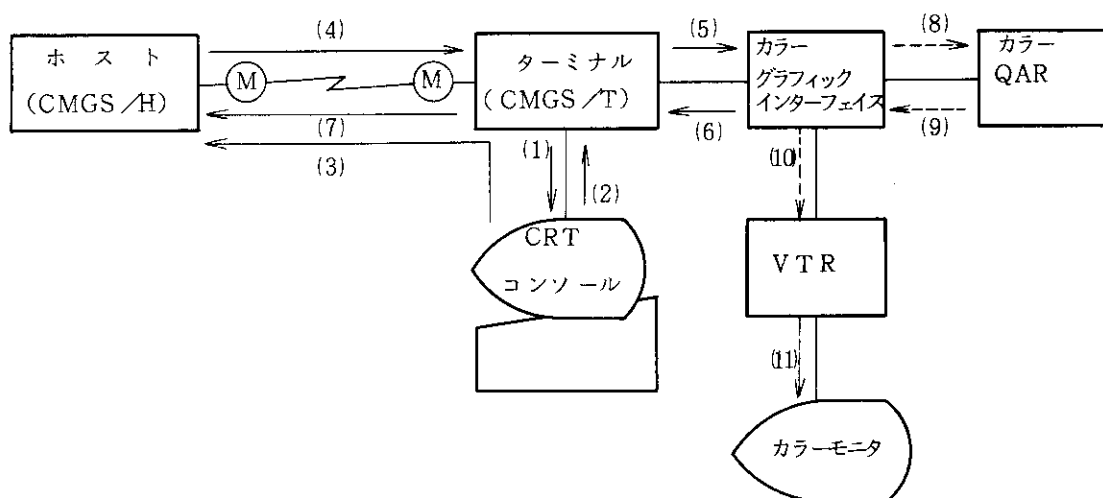 (4)
(5)
(8)
ホスト
(CMGS/H)
M
M
ターミナル
(CMGS/T)
カラー
グラフィック
インターフェイス
カラー
QAR
(7)
(3)
(6)
(9)
(1)
(2)
(10)
CRT
コンソール
VTR
(11)
カラーモニタ